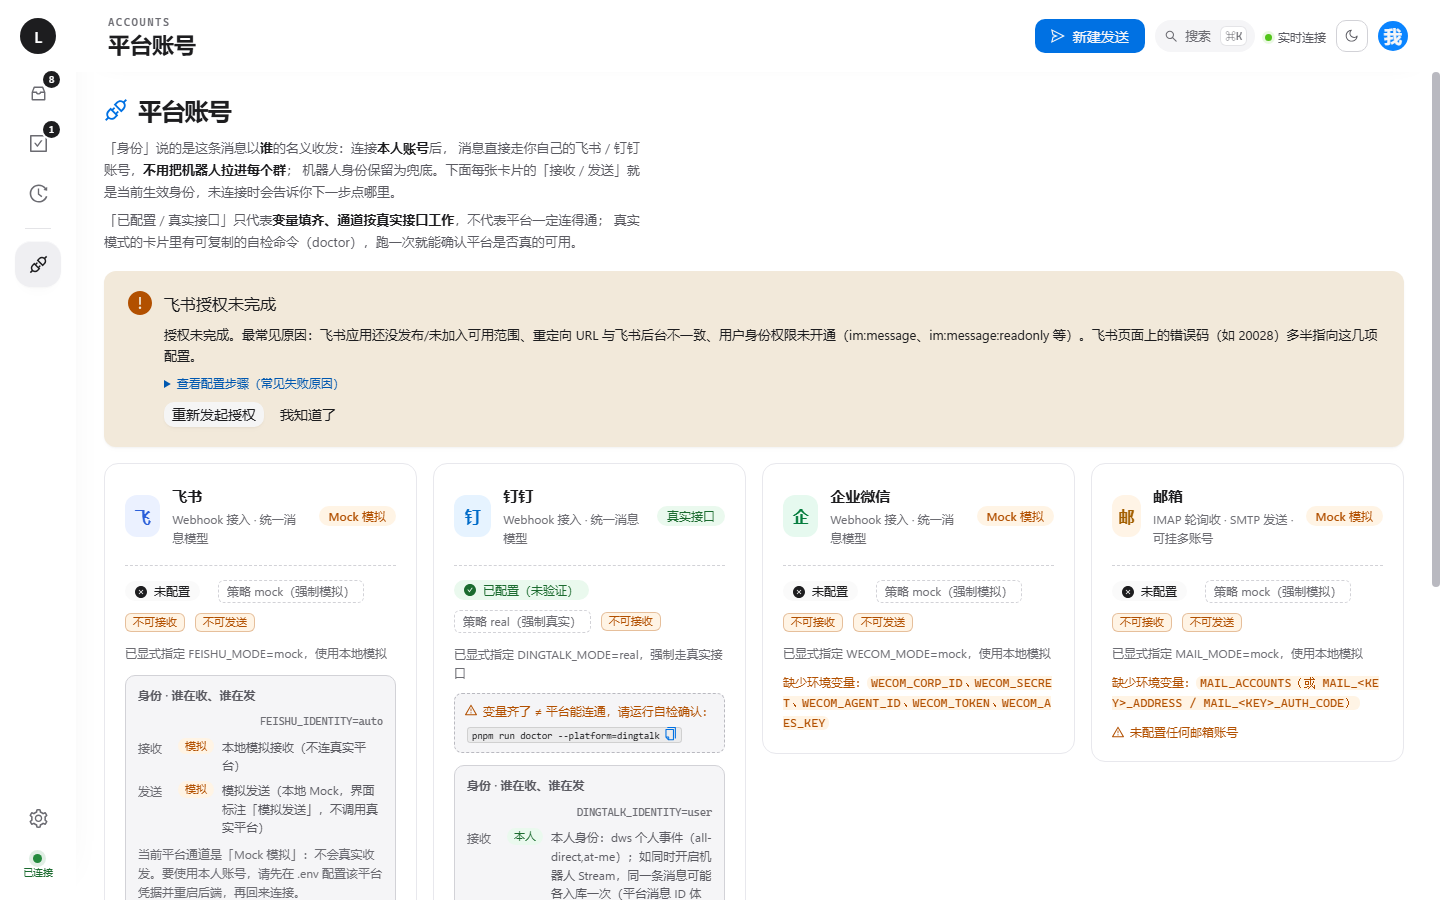 L
ACCOUNTS
平台账号
新建发送
搜索 ⌘K
实时连接
我
8
1
平台账号
「身份」说的是这条消息以谁的名义收发：连接本人账号后， 消息直接走你自己的飞书 / 钉钉
账号，不用把机器人拉进每个群； 机器人身份保留为兜底。下面每张卡片的「接收 / 发送」就
是当前生效身份，未连接时会告诉你下一步点哪里。
「已配置 / 真实接口」只代表变量填齐、通道按真实接口工作，不代表平台一定连得通； 真实
模式的卡片里有可复制的自检命令（doctor），跑一次就能确认平台是否真的可用。
飞书授权未完成
授权未完成。最常见原因：飞书应用还没发布/未加入可用范围、重定向 URL 与飞书后台不一致、用户身份权限未开通（im:message、im:message:readonly 等）。飞书页面上的错误码（如 20028）多半指向这几项
配置。
查看配置步骤（常见失败原因）
重新发起授权 我知道了
飞
飞书
Webhook 接入 · 统一消
息模型
Mock 模拟
未配置
策略 mock（强制模拟）
不可接收 不可发送
已显式指定 FEISHU_MODE=mock，使用本地模拟
身份 · 谁在收、谁在发
FEISHU_IDENTITY=auto
接收 模拟 本地模拟接收（不连真实平
台）
发送 模拟 模拟发送（本地 Mock，界面
标注「模拟发送」，不调用真
实平台）
当前平台通道是「Mock 模拟」：不会真实收
发。要使用本人账号，请先在 .env 配置该平台
凭据并重启后端，再回来连接。
钉
钉钉
Webhook 接入 · 统一消息
模型
真实接口
已配置（未验证）
策略 real（强制真实） 不可接收
已显式指定 DINGTALK_MODE=real，强制走真实接
口
变量齐了 ≠ 平台能连通，请运行自检确认：
pnpm run doctor --platform=dingtalk
身份 · 谁在收、谁在发
DINGTALK_IDENTITY=user
接收 本人 本人身份：dws 个人事件（all-
direct,at-me）；如同时开启机
器人 Stream，同一条消息可能
各入库一次（平台消息 ID 体
企
企业微信
Webhook 接入 · 统一消
息模型
Mock 模拟
未配置
策略 mock（强制模拟）
不可接收 不可发送
已显式指定 WECOM_MODE=mock，使用本地模拟
缺少环境变量： WECOM_CORP_ID、WECOM_SECRE
T、WECOM_AGENT_ID、WECOM_TOKEN、WECOM_A
ES_KEY
邮
邮箱
IMAP 轮询收 · SMTP 发送 ·
可挂多账号
Mock 模拟
未配置
策略 mock（强制模拟）
不可接收 不可发送
已显式指定 MAIL_MODE=mock，使用本地模拟
缺少环境变量： MAIL_ACCOUNTS（或 MAIL_<KE
Y>_ADDRESS / MAIL_<KEY>_AUTH_CODE）
未配置任何邮箱账号
已连接